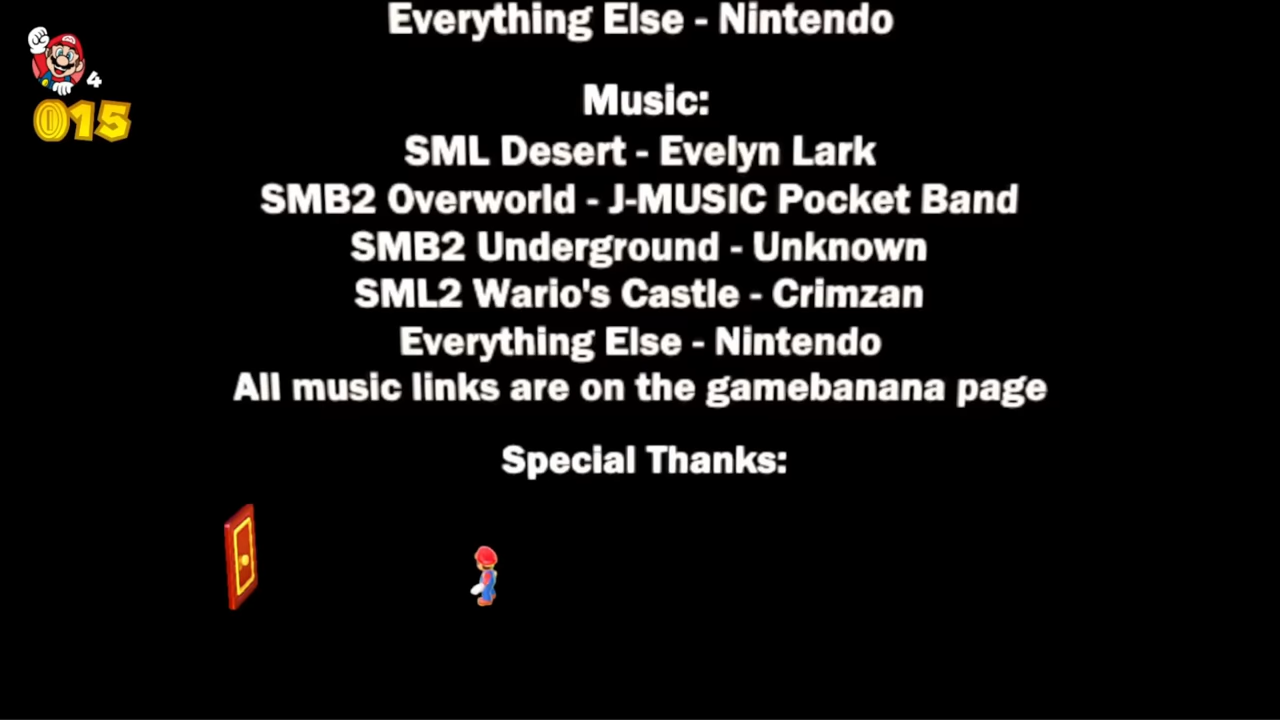 Everything Else - Nintendo
4
015
Music:
SML Desert - Evelyn Lark
SMB2 Overworld - J-MUSIC Pocket Band
SMB2 Underground - Unknown
SML2 Wario's Castle - Crimzan
Everything Else - Nintendo
All music links are on the gamebanana page
Special Thanks: